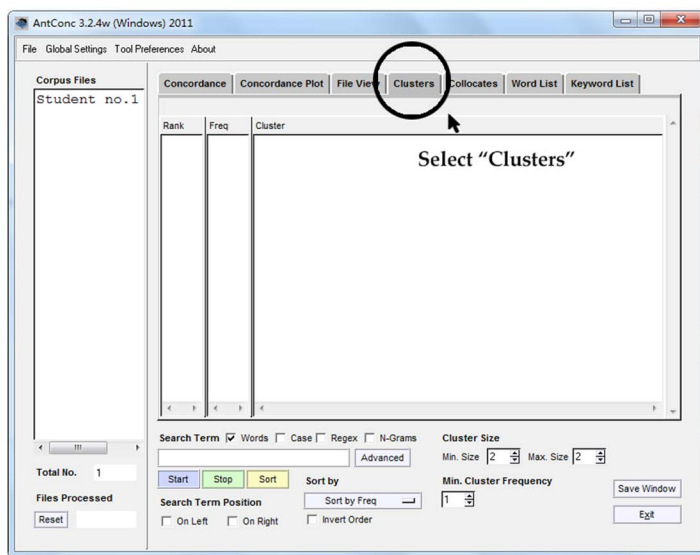 AntConc 3.2.4w (Windows) 2011
File Global Settings Tool Preferences About
Corpus Files
Student no.1
Concordance Concordance Plot File View Clusters Collocates Word List Keyword List
Rank Freq Cluster
Select “Clusters”
Search Term Words Case Regex N-Grams
Advanced
Start Stop Sort
Search Term Position
On Left On Right
Sort by
Sort by Freq
Invert Order
Cluster Size
Min. Size 2 Max. Size 2
Min. Cluster Frequency
1
Total No. 1
Files Processed
Reset
Save Window
Exit